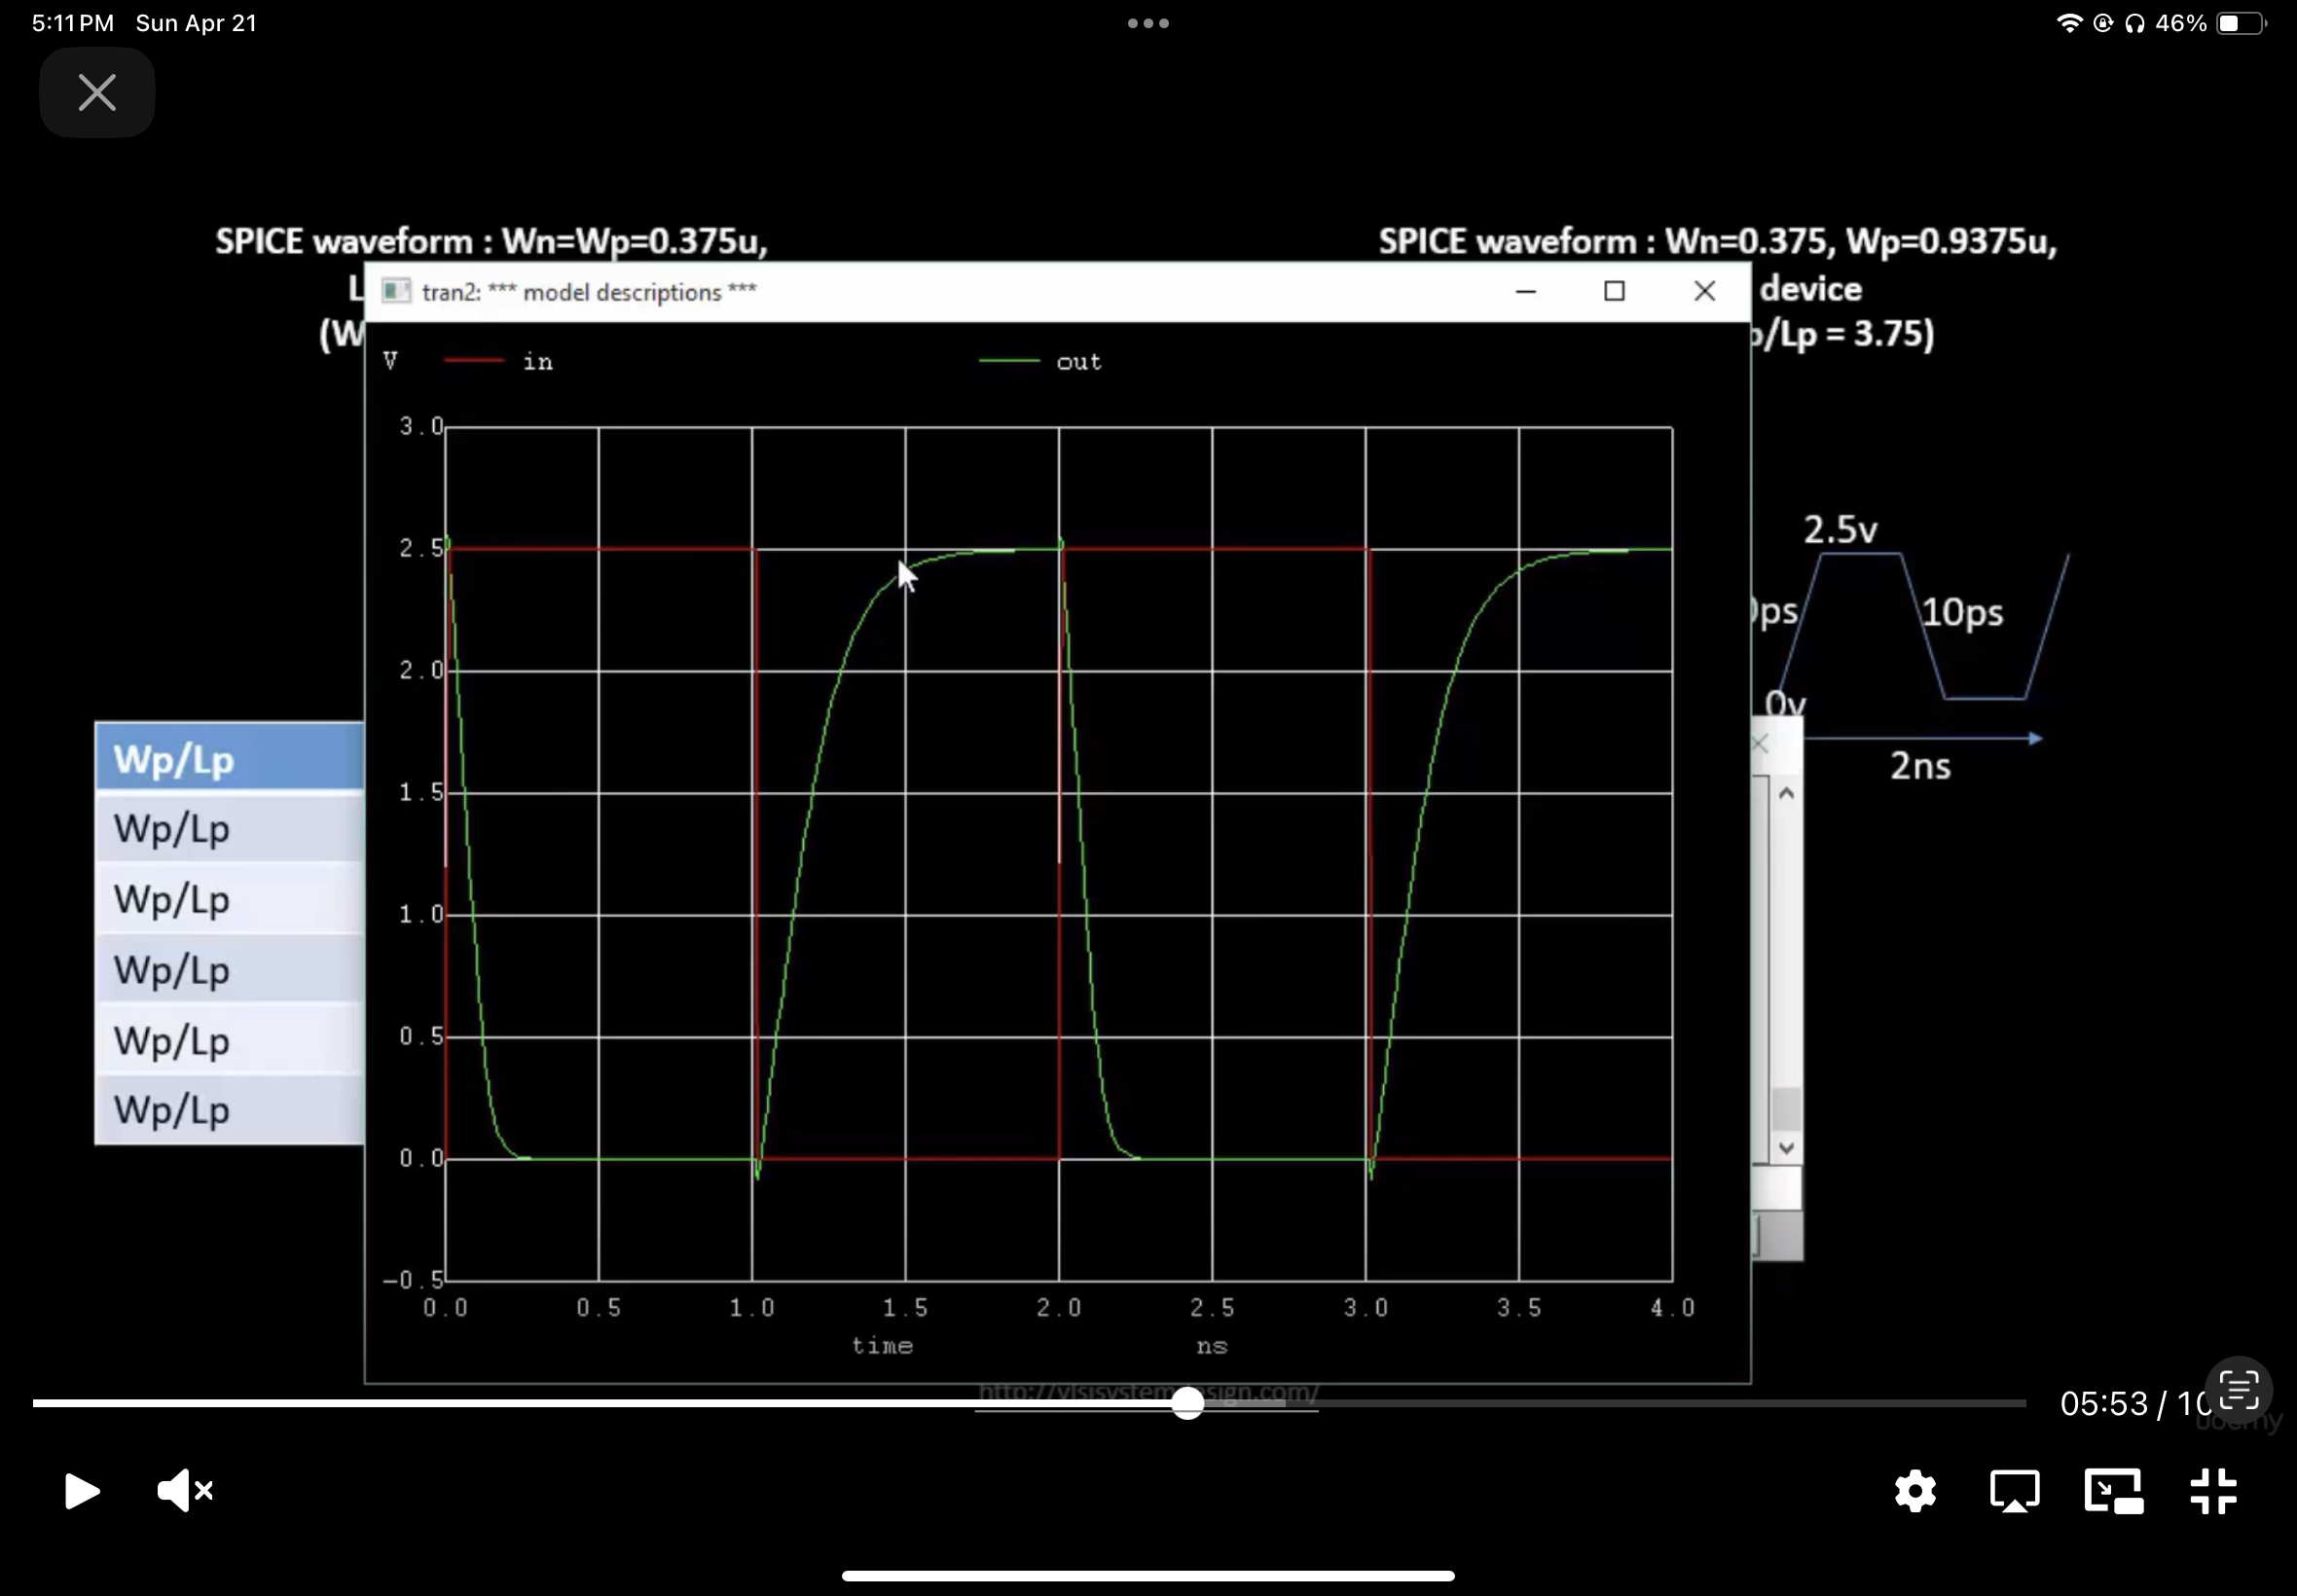 5:11 PM Sun Apr 21
46%
SPICE waveform : Wn=Wp=0.375u,
SPICE waveform : Wn=0.375, Wp=0.9375u,
L
device
(W
/Lp = 3.75)
tran2: *** model descriptions ***
V in out
3.0
2.5
2.0
1.5
1.0
0.5
0.0
-0.5
0.0 0.5 1.0 1.5 2.0 2.5 3.0 3.5 4.0
time ns
2.5v
ps
10ps
0v
2ns
Wp/Lp
Wp/Lp
Wp/Lp
Wp/Lp
Wp/Lp
Wp/Lp
http://vlsisystemdesign.com/
05:53 / 10
udemy